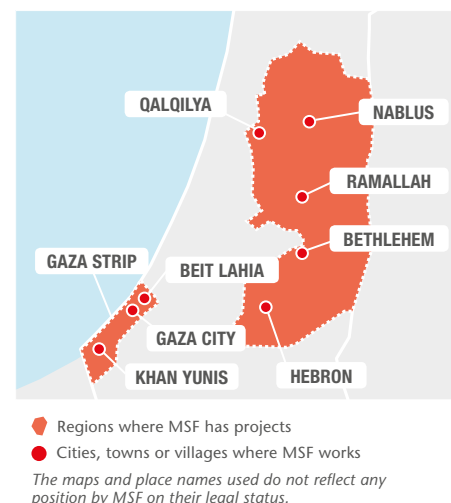 QALQILYA
NABLUS
RAMALLAH
BETHLEHEM
GAZA STRIP
BEIT LAHIA
GAZA CITY
KHAN YUNIS
HEBRON
Regions where MSF has projects
Cities, towns or villages where MSF works
The maps and place names used do not reflect any
position by MSF on their legal status.